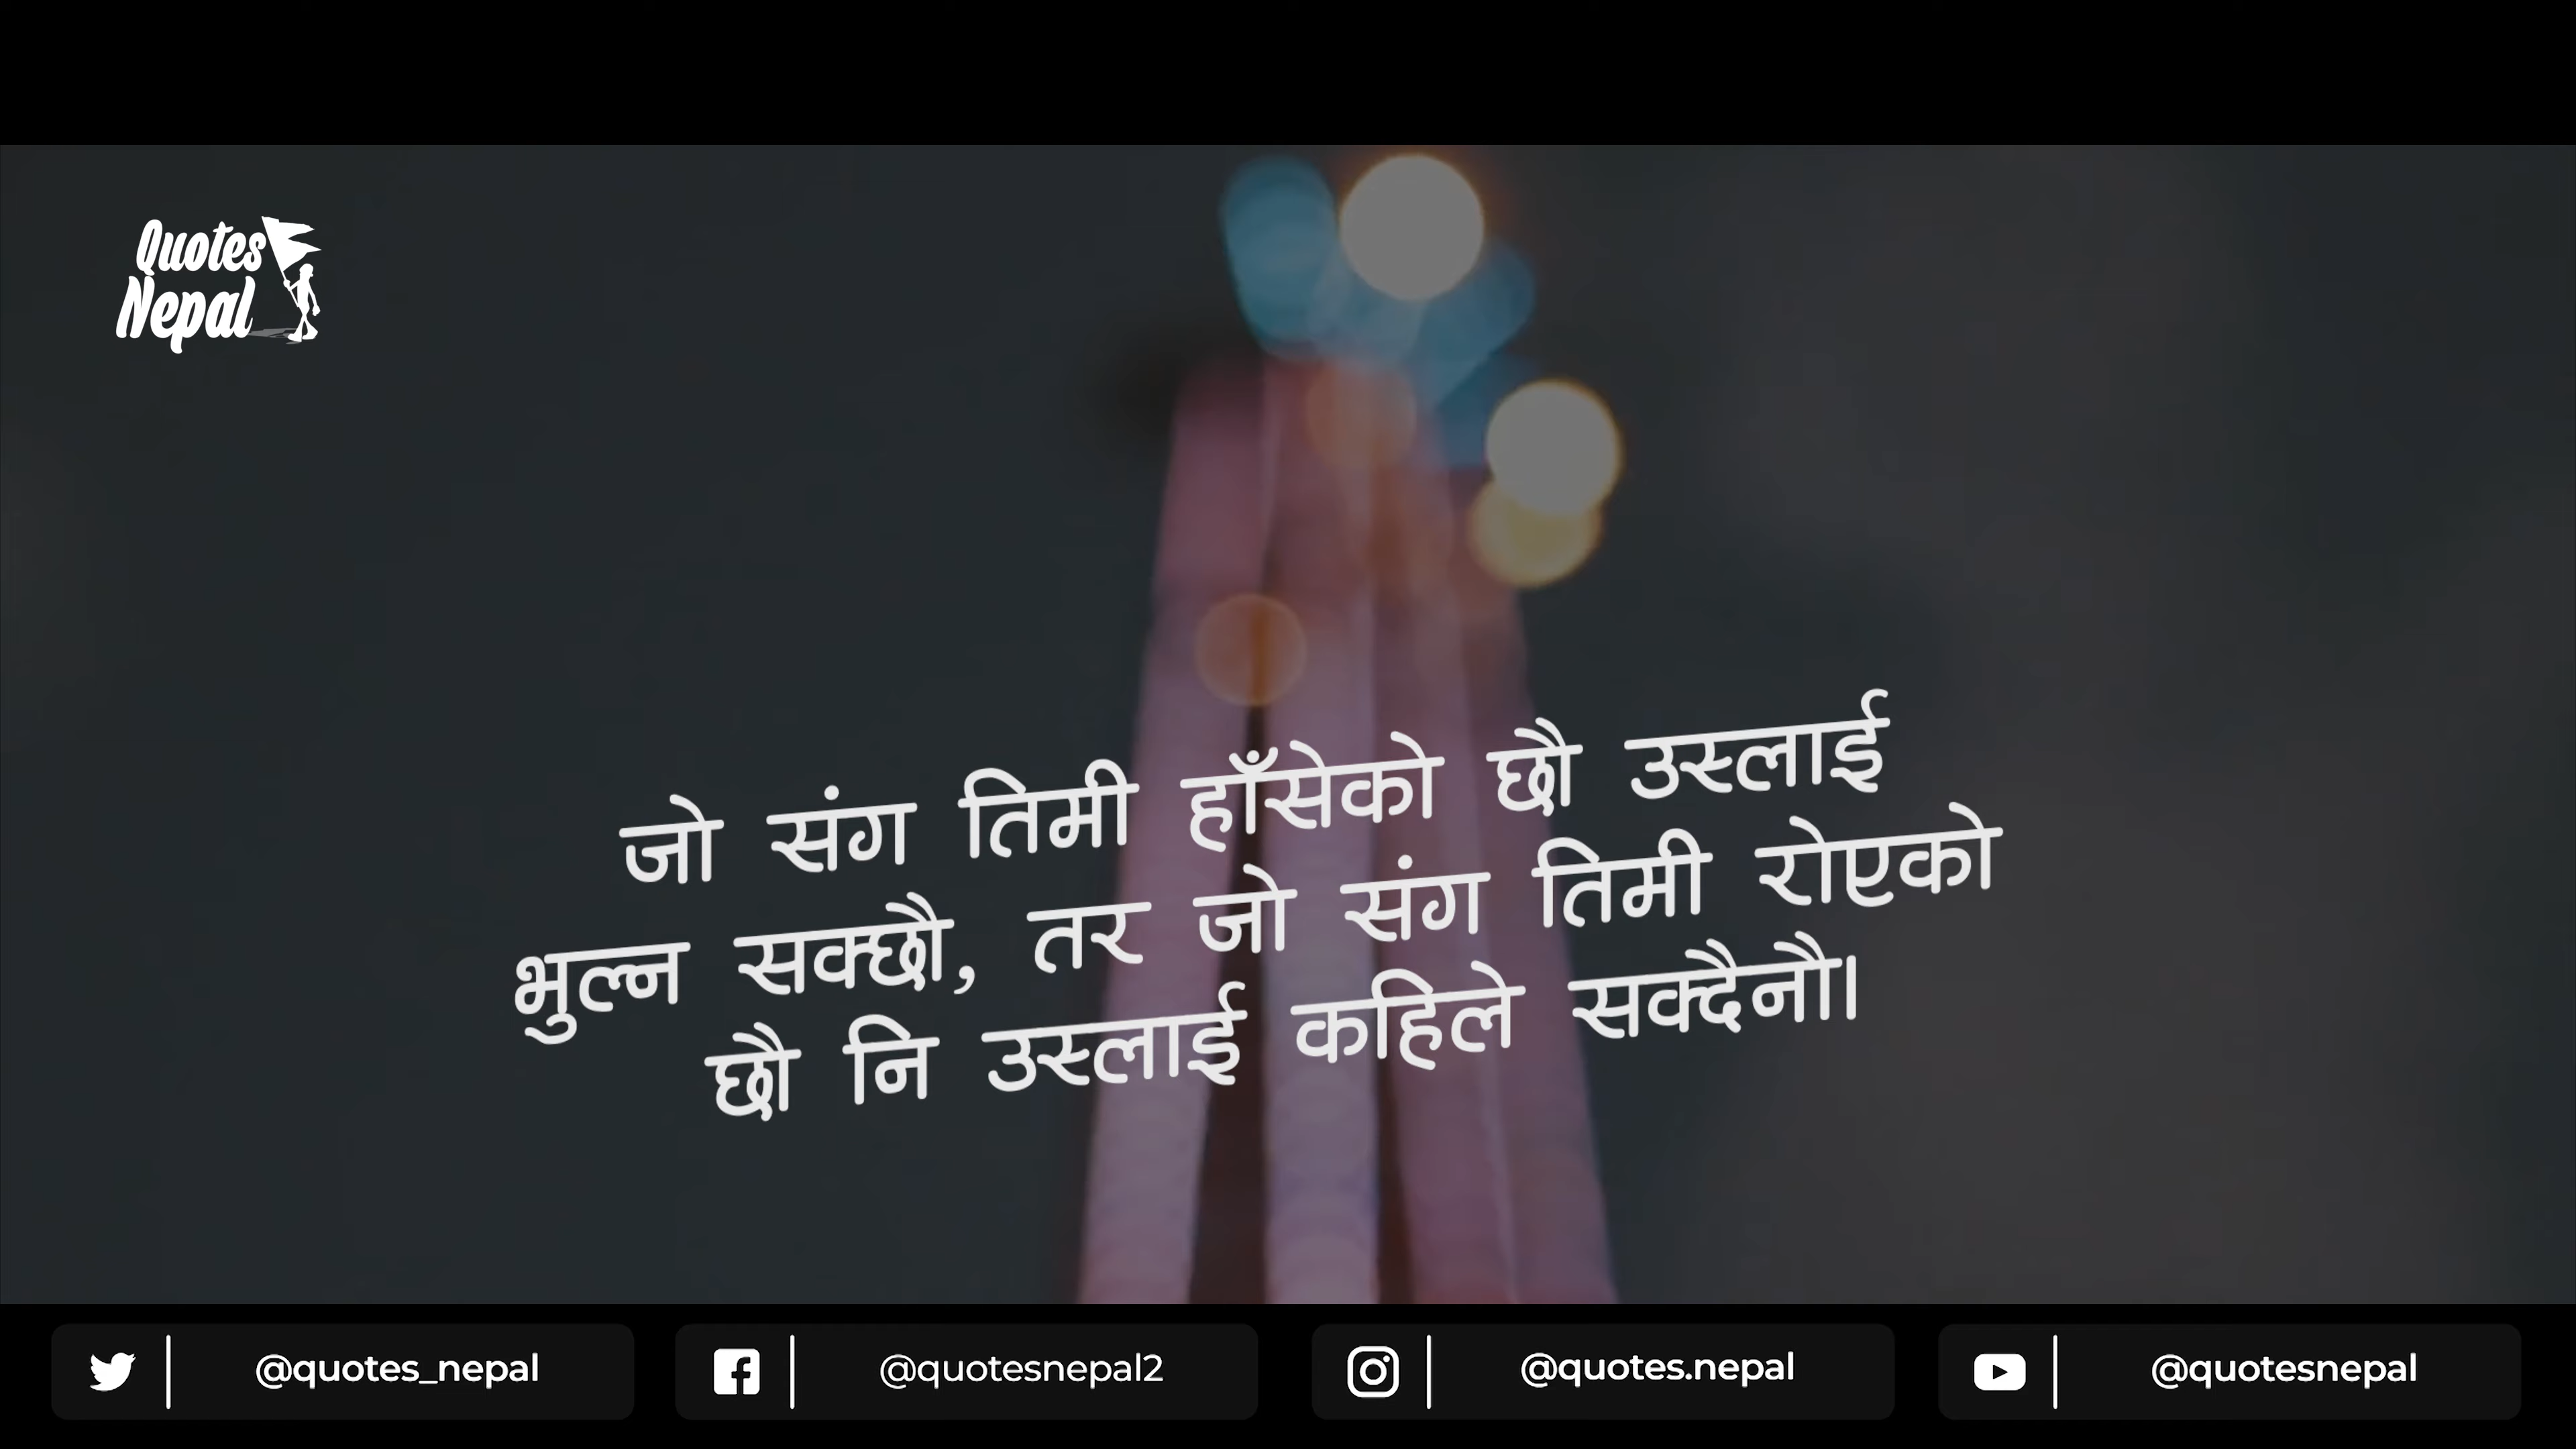 Quotes
Nepal
जो संग तिमी हाँसेको छौ उस्लाई
भुल्न सक्छौ, तर जो संग तिमी रोएको
छौ नि उस्लाई कहिले सक्दैनौ।
@quotes_nepal
@quotesnepal2
@quotes.nepal
@quotesnepal